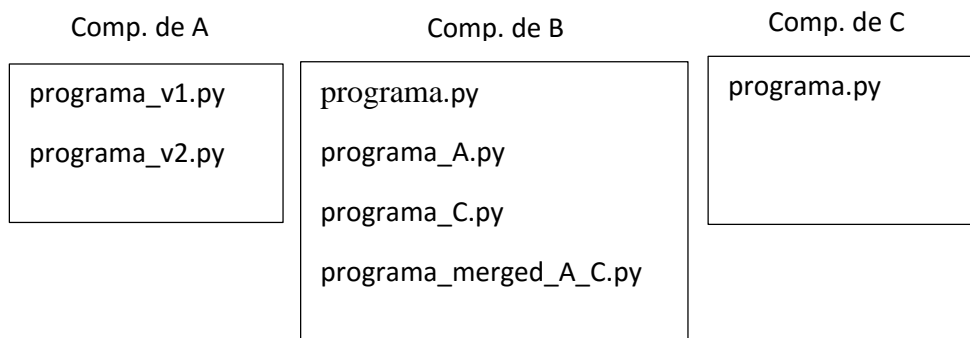 Comp. de A
programa_v1.py
programa_v2.py
Comp. de B
programa.py
programa_A.py
programa_C.py
programa_merged_A_C.py
Comp. de C
programa.py